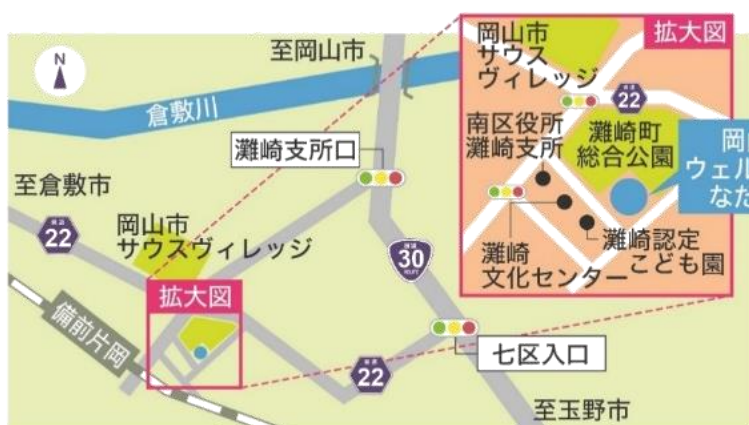 至岡山市
N
倉敷川
灘崎支所口
至倉敷市
22
岡山市
サウスヴィレッジ
30
拡大図
備前片岡
22
七区入口
至玉野市
拡大図
岡山市
サウス
ヴィレッジ
22
南区役所
灘崎支所
灘崎町
総合公園
ウェル
な
灘崎
文化センター
灘崎認定
こども園